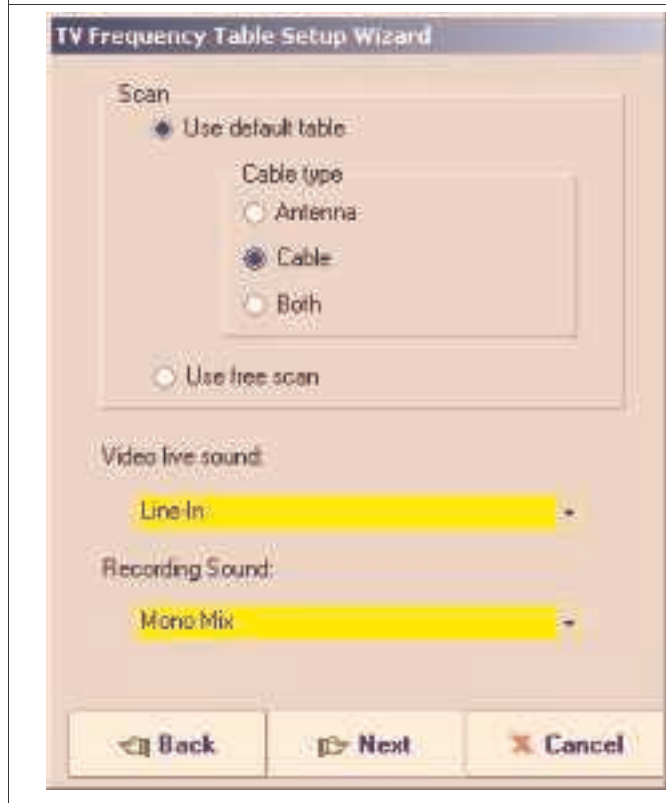 TV Frequency Table Setup Wizard
Scan
Use default table
Cable type
Antenna
Cable
Both
Use free scan
Video live sound:
Line-In
Recording Sound:
Mono Mix
Back
Next
Cancel